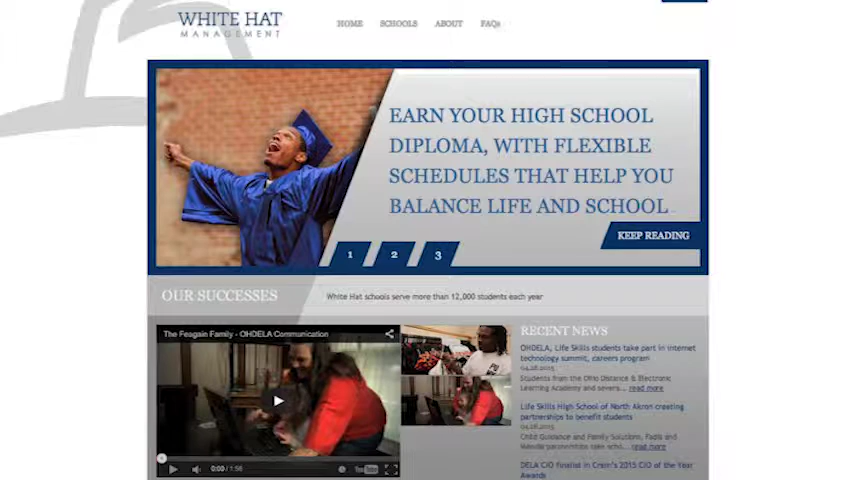 WHITE HAT
MANAGEMENT
HOME SCHOOLS ABOUT FAQs
EARN YOUR HIGH SCHOOL
DIPLOMA, WITH FLEXIBLE
SCHEDULES THAT HELP YOU
BALANCE LIFE AND SCHOOL
KEEP READING
1 2 3
OUR SUCCESSES
White Hat schools serve more than 12,000 students each year
The Feagain Family - OHDELA Communication
0:00 / 1:56
YouTube
RECENT NEWS
OHDELA, Life Skills students take part in internet
technology summit, careers program
04.28.2015
Students from the Ohio Distance & Electronic
Learning Academy and severa... read more
Life Skills High School of North Akron creating
partnerships to benefit students
04.28.2015
Child Guidance and Family Solutions, Fadis and
take scho... read more
DELA CIO finalist in Crain's 2015 CIO of the Year
Awards